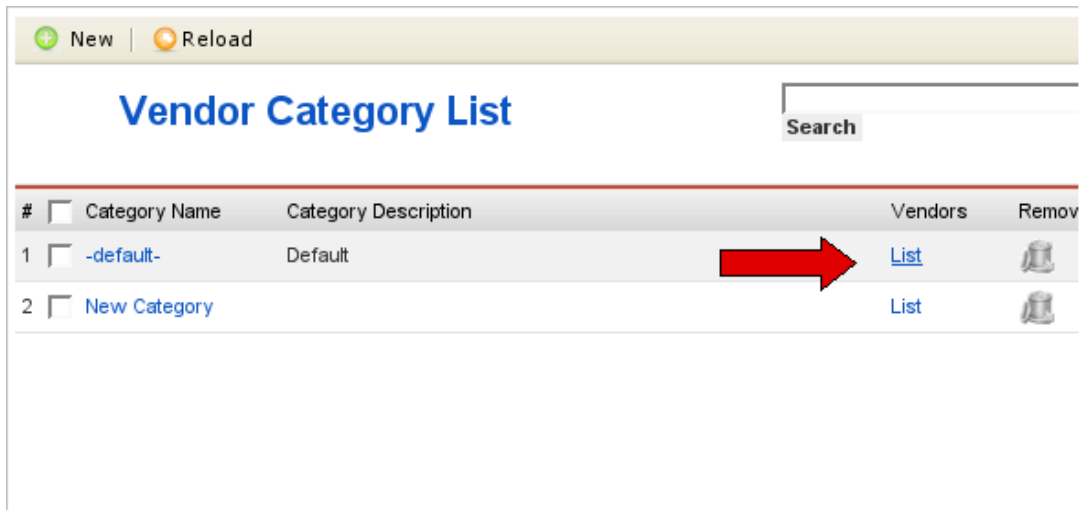 New | Reload
Vendor Category List
Search
# Category Name Category Description Vendors Remov
1 -default- Default List
2 New Category List